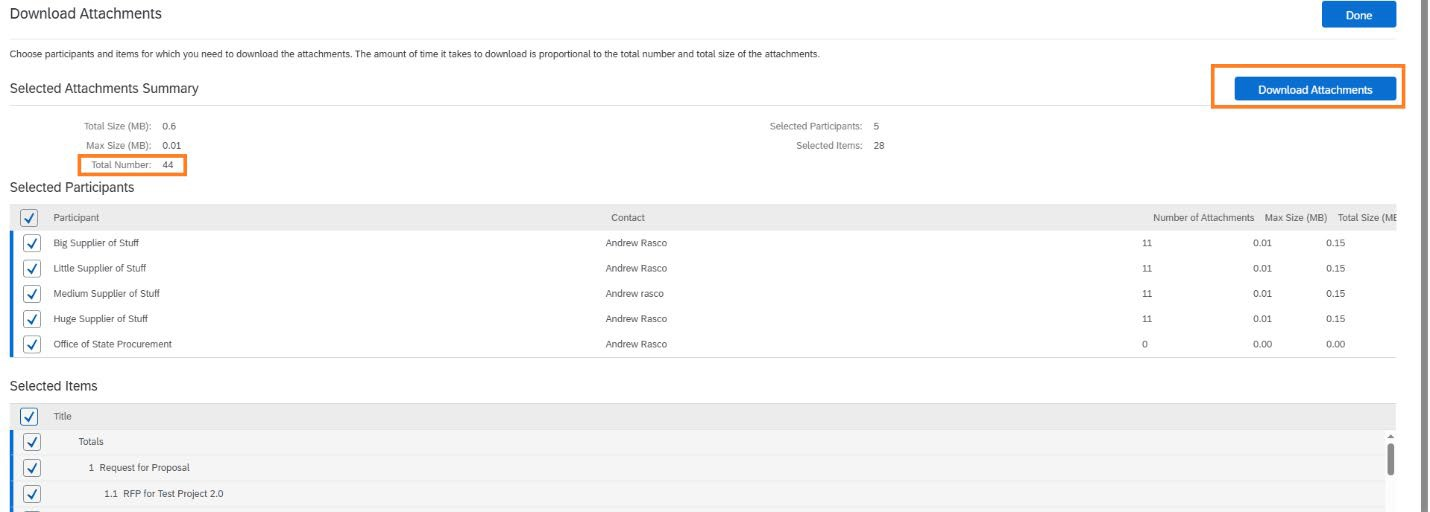 Download Attachments Done
Choose participants and items for which you need to download the attachments. The amount of time it takes to download is proportional to the total number and total size of the attachments.
Selected Attachments Summary Download Attachments
Total Size (MB): 0.6 Selected Participants: 5
Max Size (MB): 0.01 Selected Items: 28
Total Number: 44
Selected Participants
Participant Contact Number of Attachments Max Size (MB) Total Size (ME
Big Supplier of Stuff Andrew Rasco 11 0.01 0.15
Little Supplier of Stuff Andrew Rasco 11 0.01 0.15
Medium Supplier of Stuff Andrew rasco 11 0.01 0.15
Huge Supplier of Stuff Andrew Rasco 11 0.01 0.15
Office of State Procurement Andrew Rasco 0 0.00 0.00
Selected Items
Title
Totals
1 Request for Proposal
1.1 RFP for Test Project 2.0